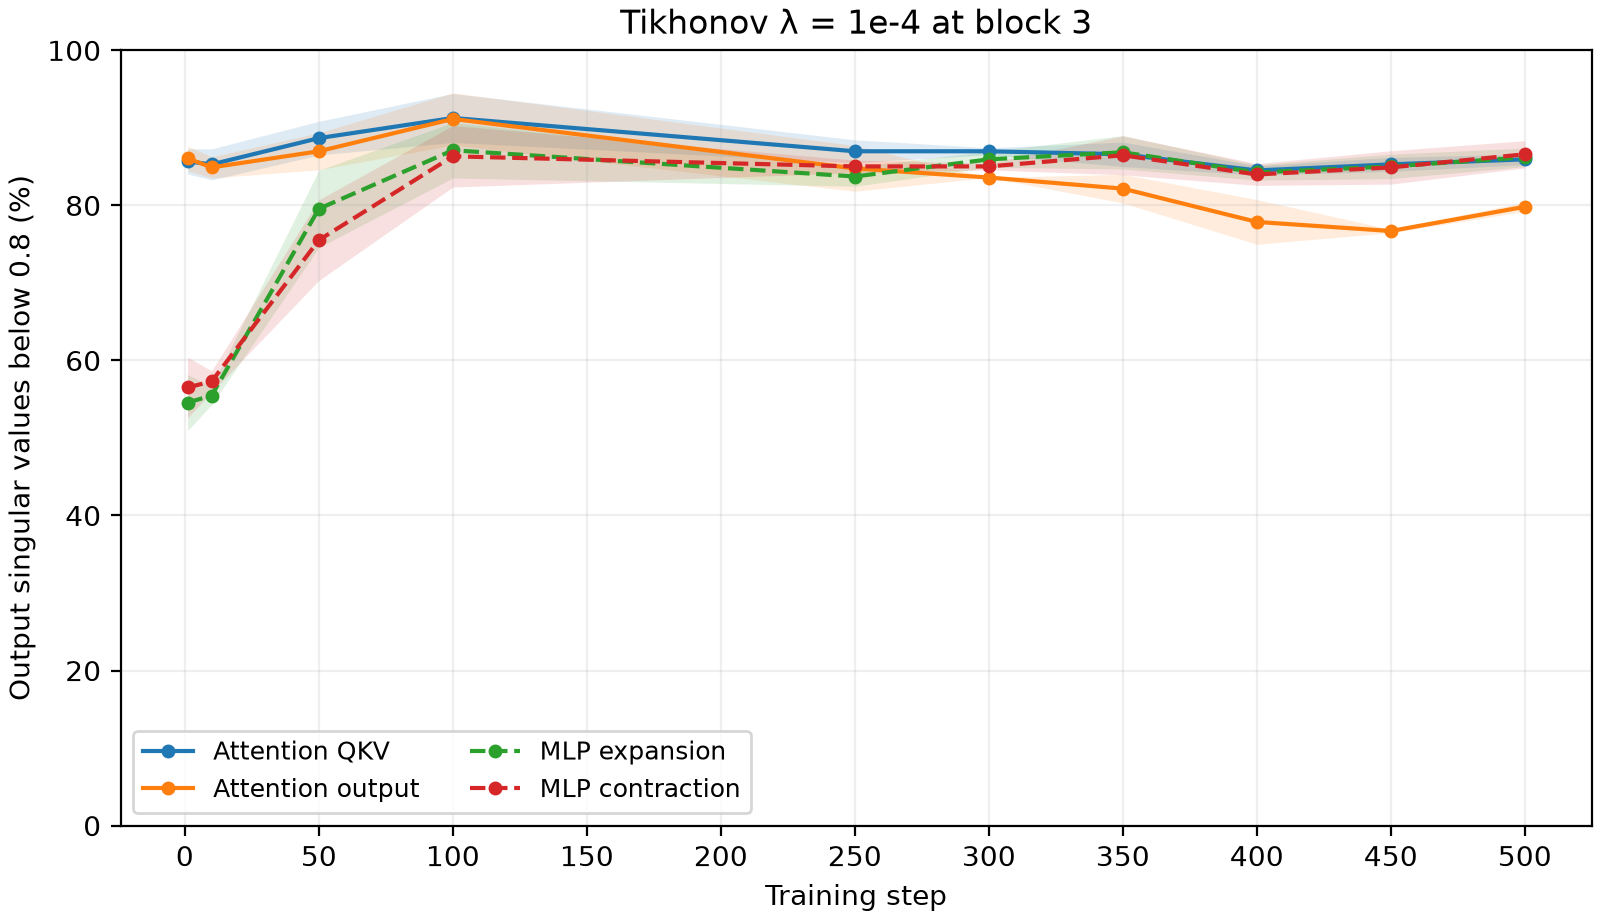 Tikhonov λ = 1e-4 at block 3
Output singular values below 0.8 (%)
100
80
60
40
20
0
Attention QKV
Attention output
MLP expansion
MLP contraction
0 50 100 150 200 250 300 350 400 450 500
Training step